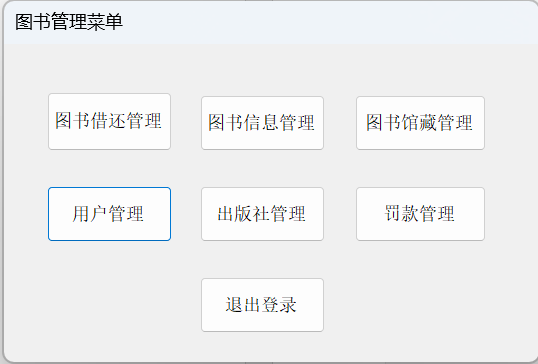 图书管理菜单
图书借还管理 图书信息管理 图书馆藏管理
用户管理 出版社管理 罚款管理
退出登录